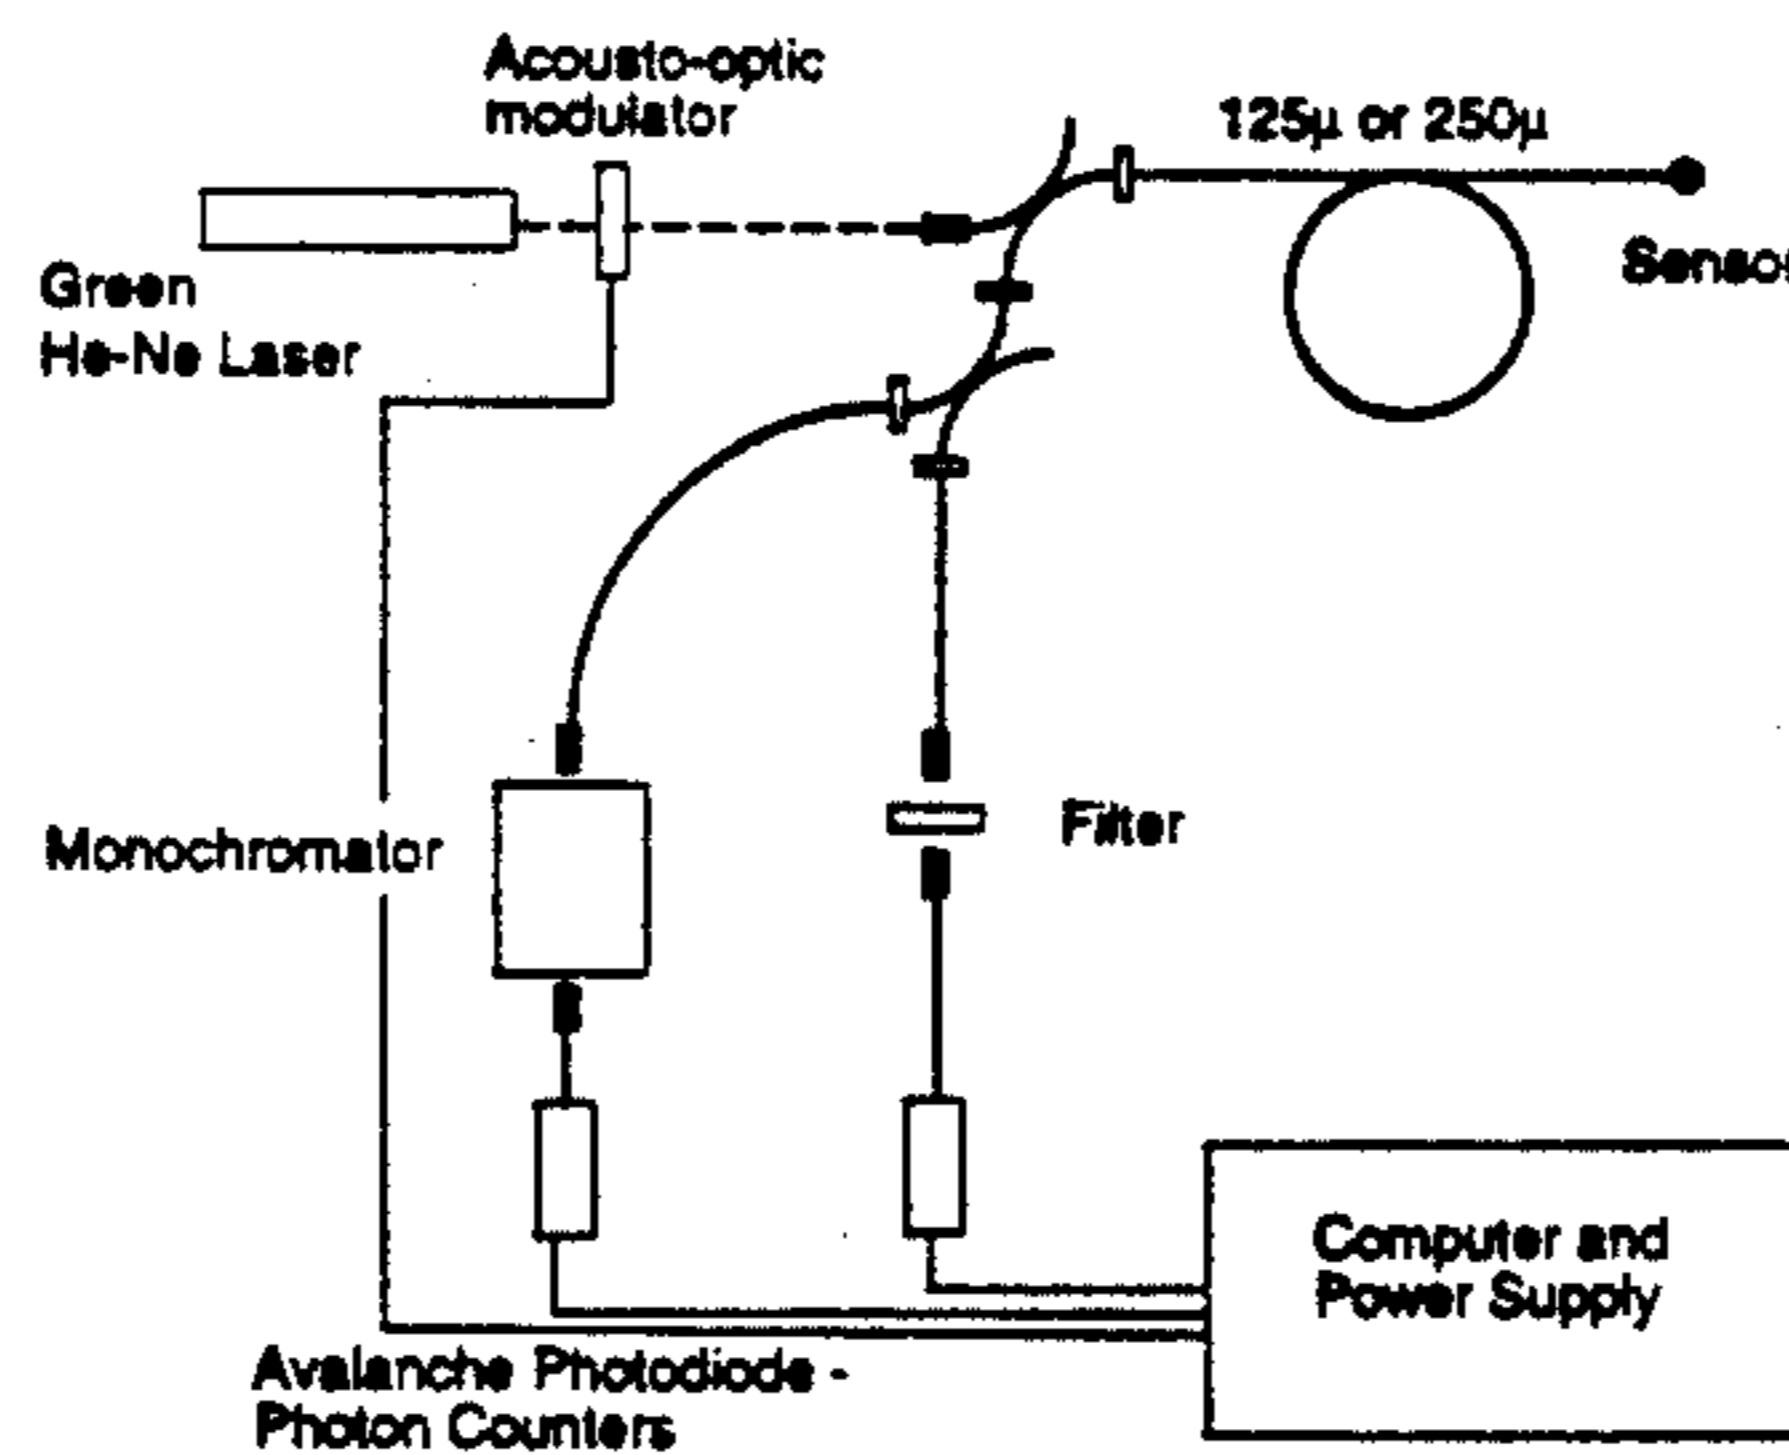 Acousto-optic
modulator
125µ or 250µ
Green
He-Ne Laser
Sensor
Monochromator
Filter
Computer and
Power Supply
Avalanche Photodiode -
Photon Counters